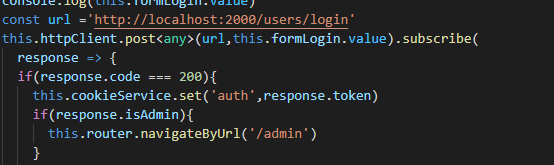 console.log(this.formLogin.value)
const url ='http://localhost:2000/users/login'
this.httpClient.post<any>(url,this.formLogin.value).subscribe(
response => {
if(response.code === 200){
this.cookieService.set('auth',response.token)
if(response.isAdmin){
this.router.navigateByUrl('/admin')
}